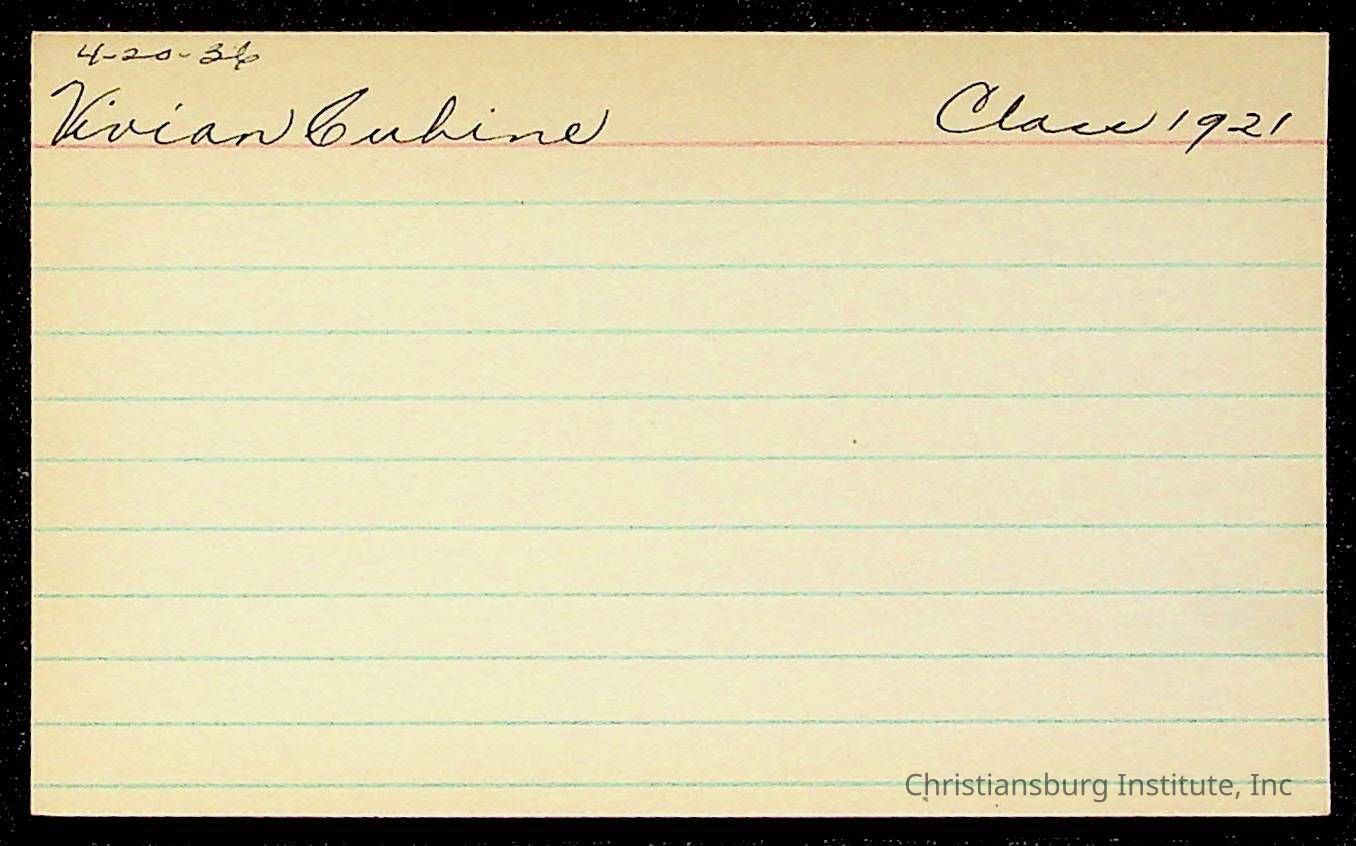 4-20-36
Vivian Cubine Class 1921
Christiansburg Institute, Inc